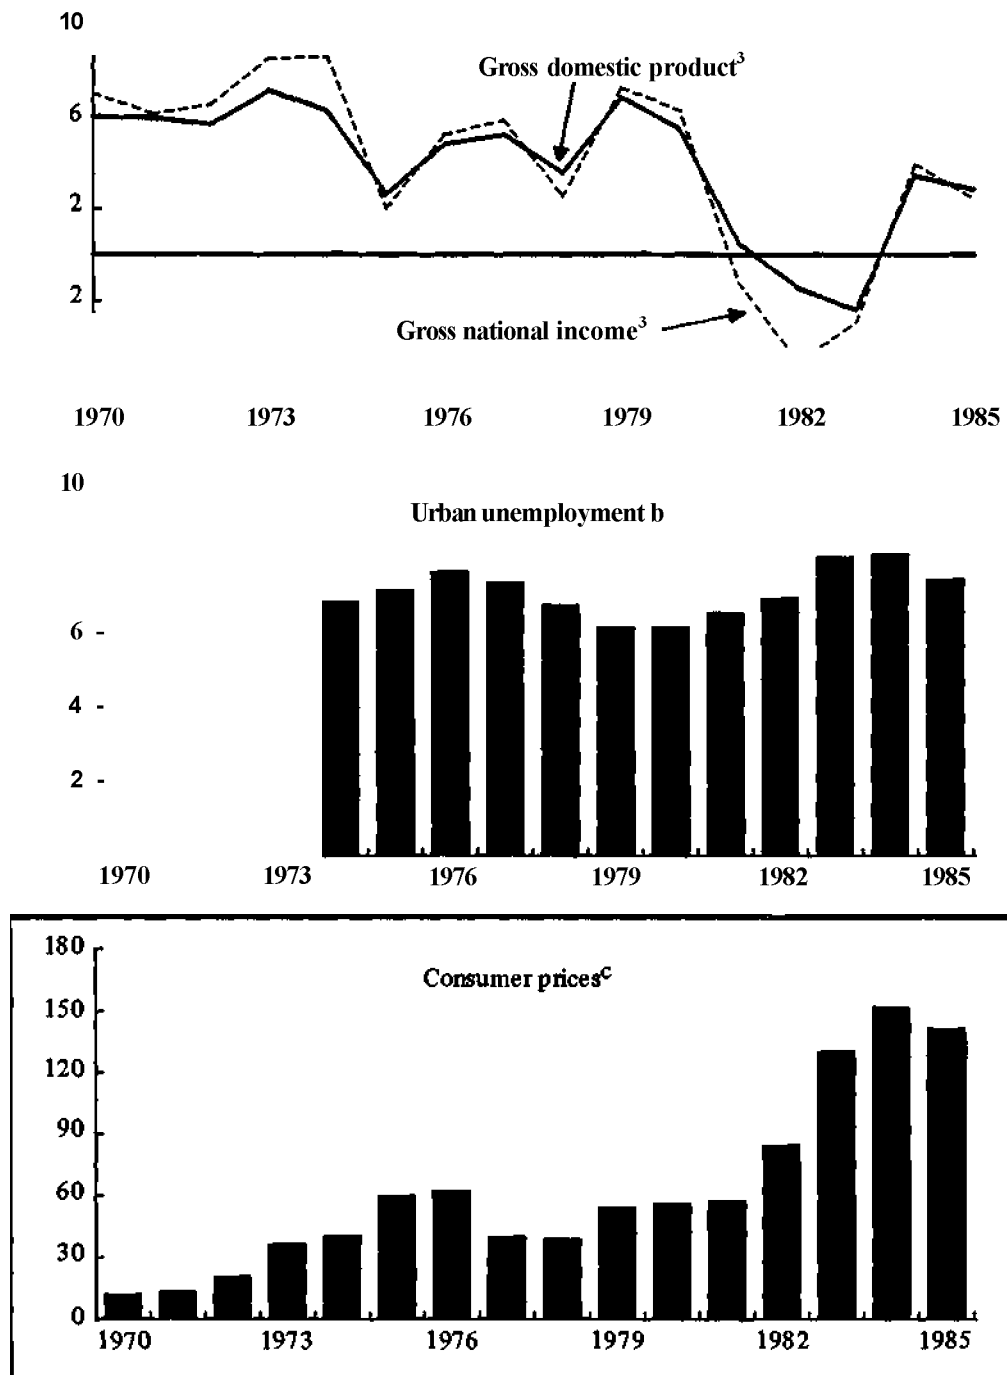 10
Gross domestic product³
6
2
2
Gross national income³
1970 1973 1976 1979 1982 1985
10
Urban unemployment b
6 -
4 -
2 -
1970 1973 1976 1979 1982 1985
180
Consumer prices^C
150
120
90
60
30
0
1970 1973 1976 1979 1982 1985